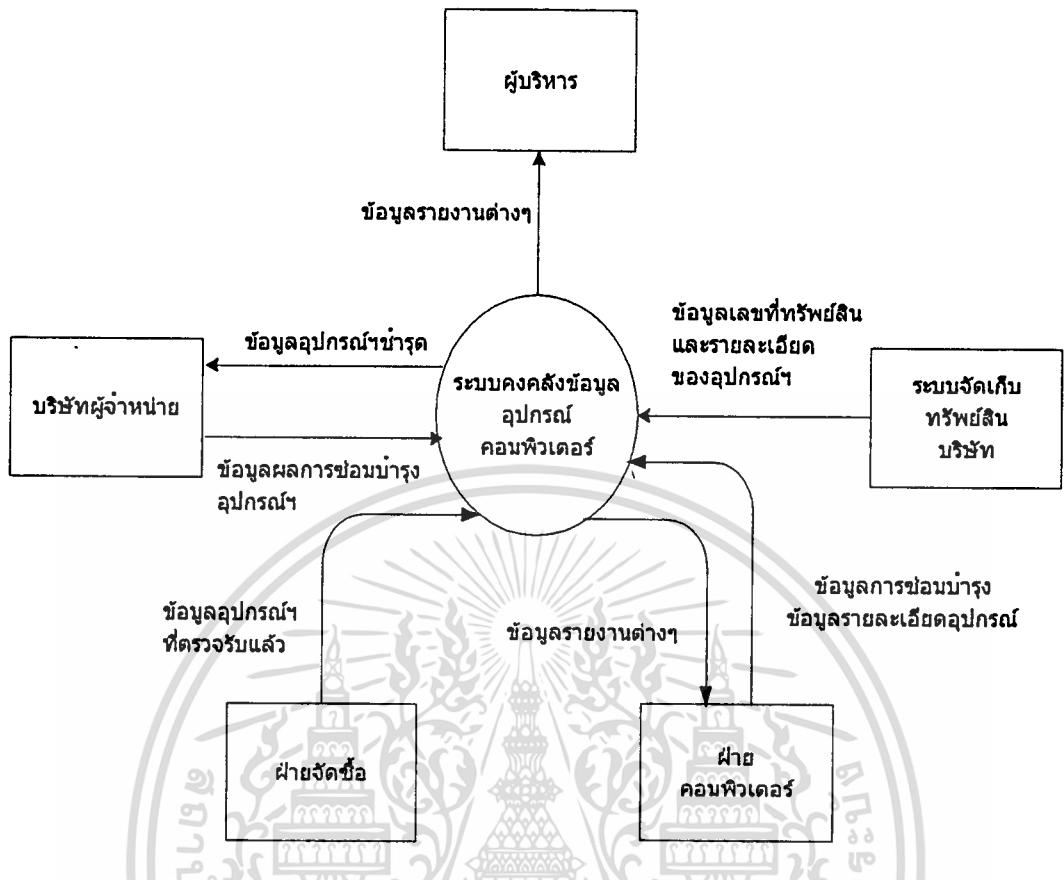 ผู้บริหาร
ข้อมูลรายงานต่างๆ
ข้อมูลเลขที่ทรัพย์สิน
และรายละเอียด
ของอุปกรณ์ฯ
ข้อมูลอุปกรณ์ฯชำรุด
บริษัทผู้จำหน่าย
ระบบคงคลังข้อมูล
อุปกรณ์
คอมพิวเตอร์
ระบบจัดเก็บ
ทรัพย์สิน
บริษัท
ข้อมูลผลการซ่อมบำรุง
อุปกรณ์ฯ
ข้อมูลอุปกรณ์ฯ
ที่ตรวจรับแล้ว
ข้อมูลรายงานต่างๆ
ข้อมูลการซ่อมบำรุง
ข้อมูลรายละเอียดอุปกรณ์
ฝ่ายจัดซื้อ
ฝ่าย
คอมพิวเตอร์